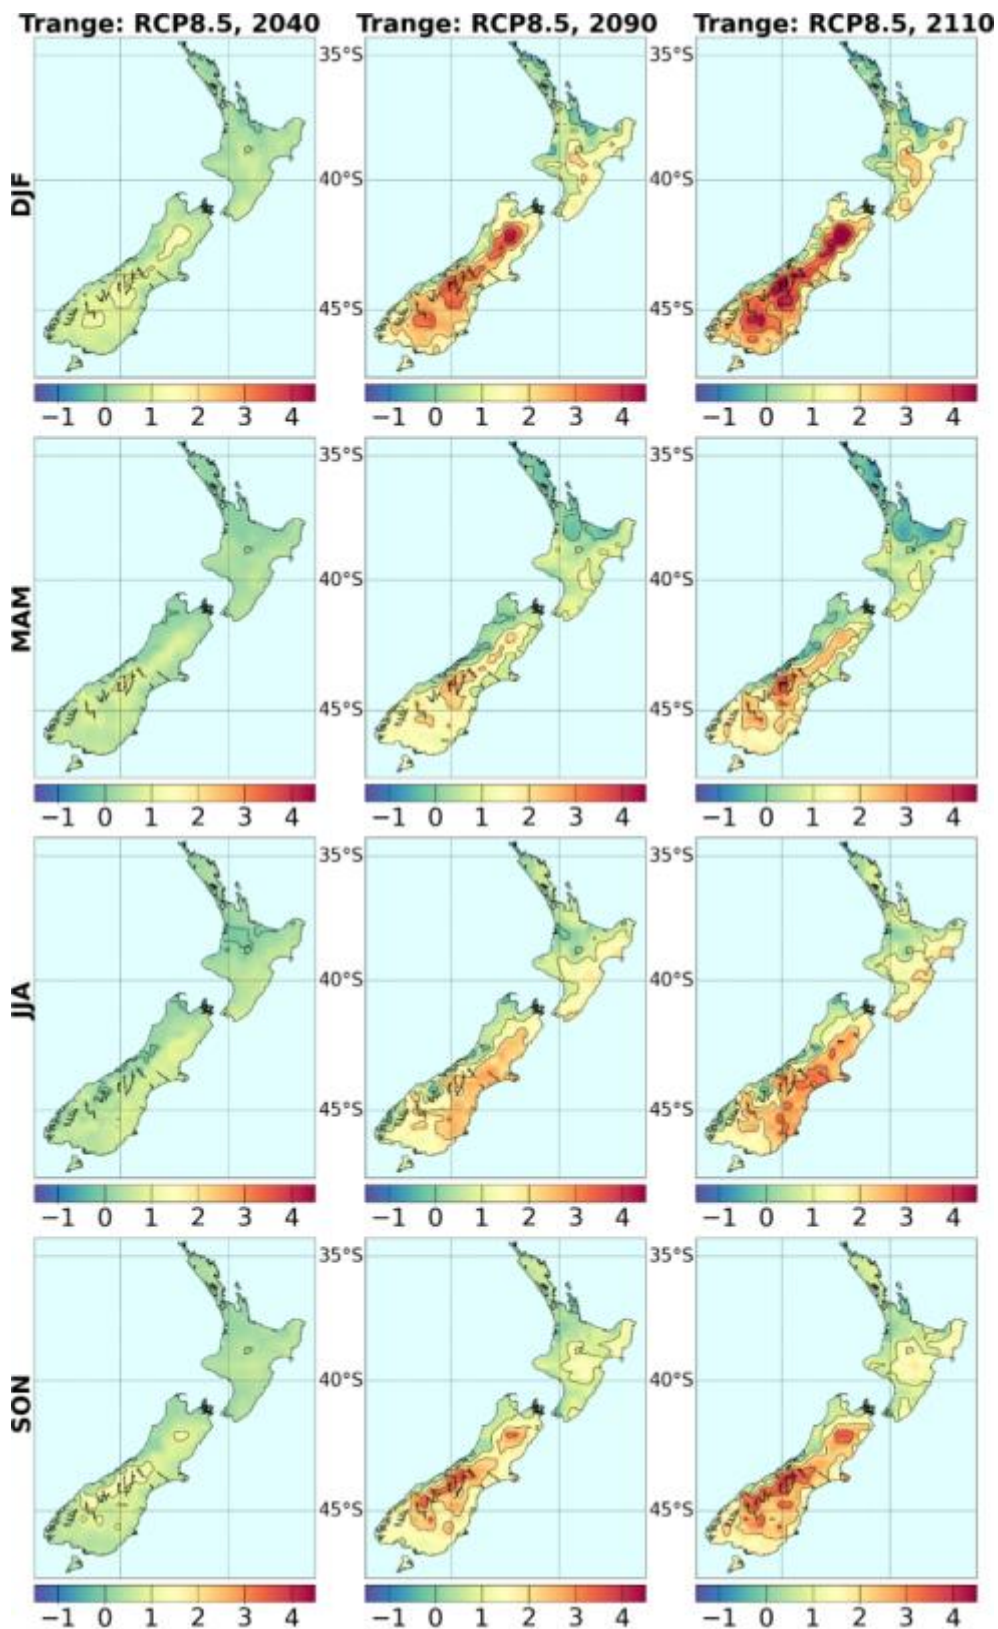 Trange: RCP8.5, 2040 Trange: RCP8.5, 2090 Trange: RCP8.5, 2110
DJF
35°S 35°S
40°S 40°S
45°S 45°S
−1 0 1 2 3 4 −1 0 1 2 3 4 −1 0 1 2 3 4
MAM
35°S 35°S
40°S 40°S
45°S 45°S
−1 0 1 2 3 4 −1 0 1 2 3 4 −1 0 1 2 3 4
JJA
35°S 35°S
40°S 40°S
45°S 45°S
−1 0 1 2 3 4 −1 0 1 2 3 4 −1 0 1 2 3 4
SON
35°S 35°S
40°S 40°S
45°S 45°S
−1 0 1 2 3 4 −1 0 1 2 3 4 −1 0 1 2 3 4